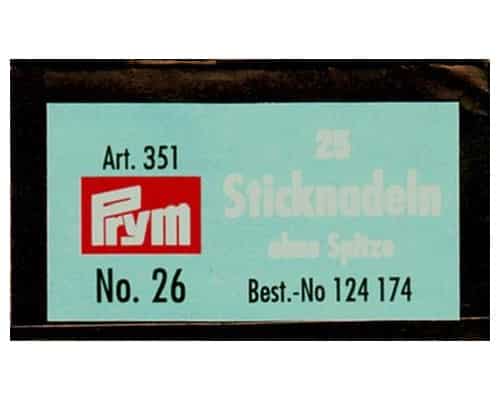 Art. 351
Prym
No. 26
25
Sticknadeln
ohne Spitze
Best.-No 124 174